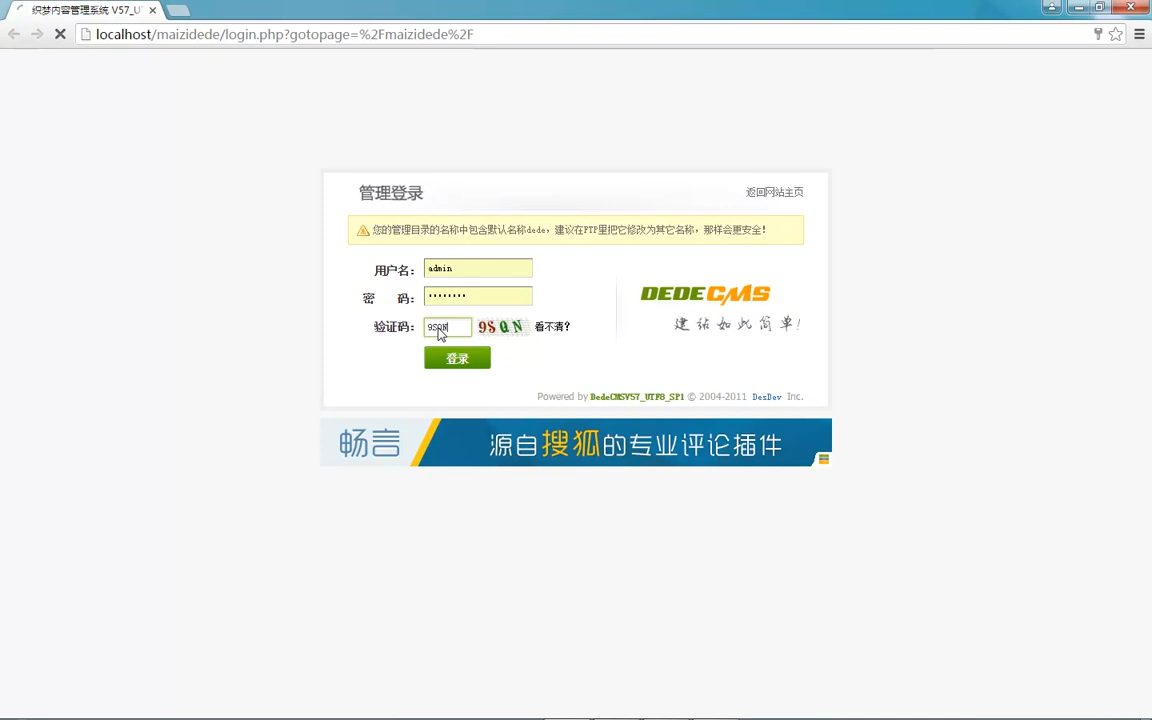 织梦内容管理系统 V57_U
localhost/maizidede/login.php?gotopage=%2Fmaizidede%2F
管理登录
返回网站主页
您的管理目录的名称中包含默认名称dede，建议在FTP里把它修改为其它名称，那样会更安全！
用户名：
admin
密 码：
········
验证码：
9SQN
9SQN
看不清?
登录
DEDECMS
建站如此简单!
Powered by DedeCMSV57_UTF8_SP1 © 2004-2011 DesDev Inc.
畅言
源自搜狐的专业评论插件